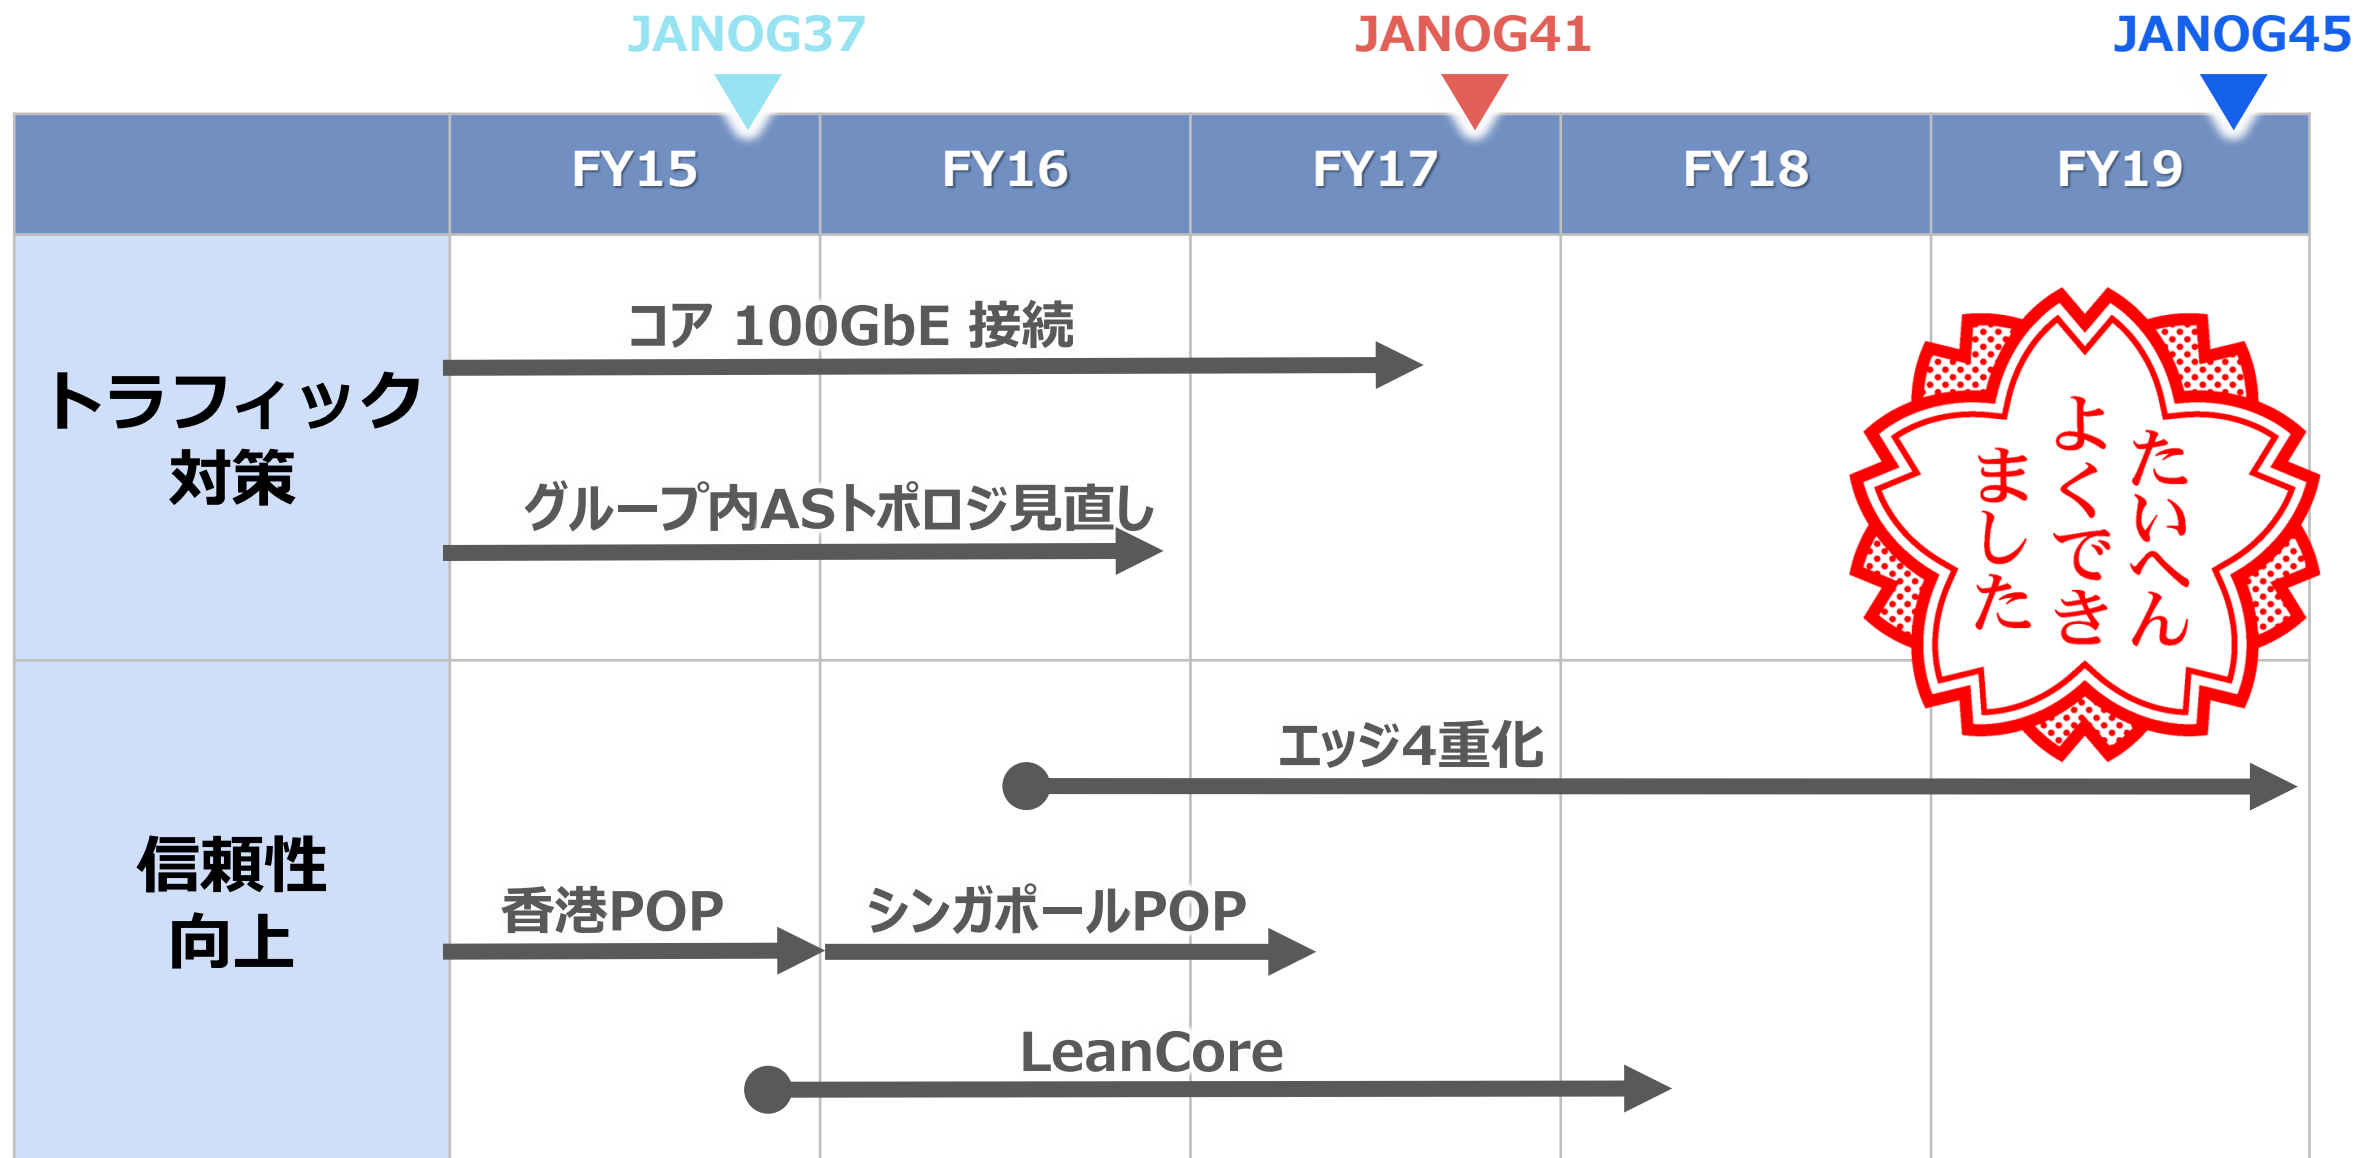 JANOG37
JANOG41
JANOG45
FY15
FY16
FY17
FY18
FY19
トラフィック
対策
コア 100GbE 接続
グループ内ASトポロジ見直し
たいへん
よくでき
ました
信頼性
向上
エッジ4重化
香港POP
シンガポールPOP
LeanCore